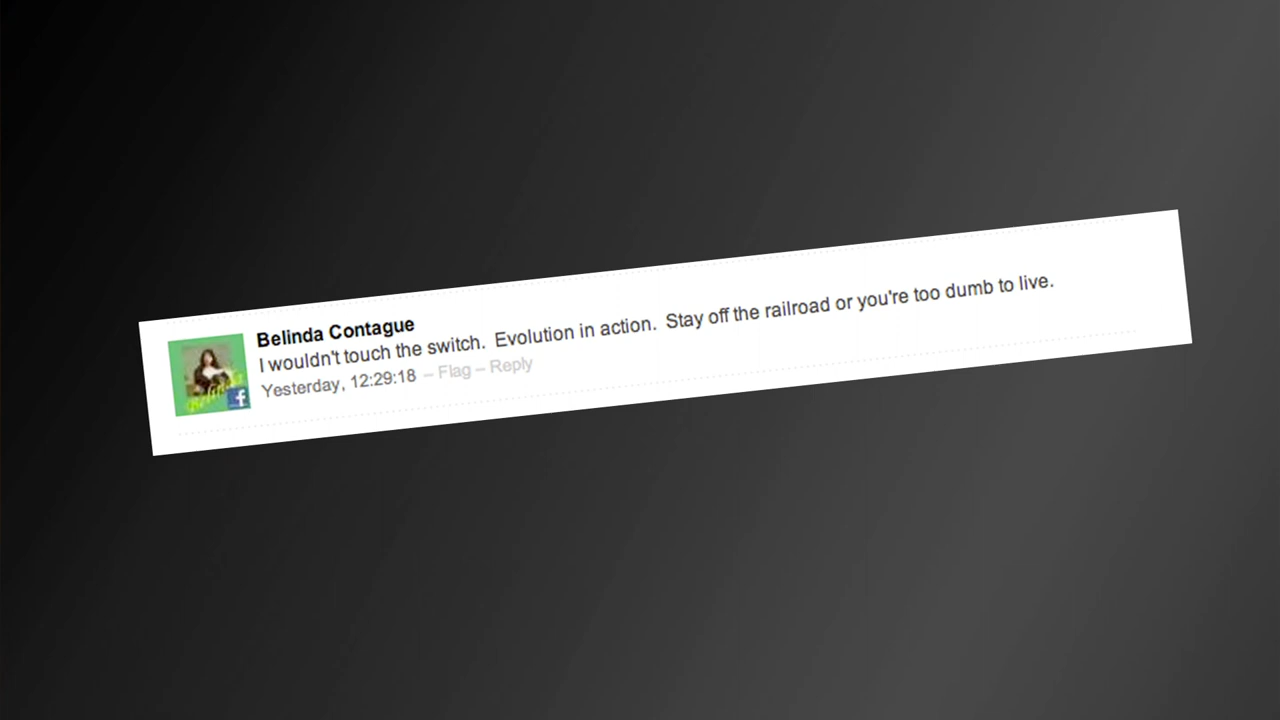 Belinda Contague
I wouldn't touch the switch. Evolution in action. Stay off the railroad or you're too dumb to live.
Yesterday, 12:29:18 – Flag – Reply
Belinda
f